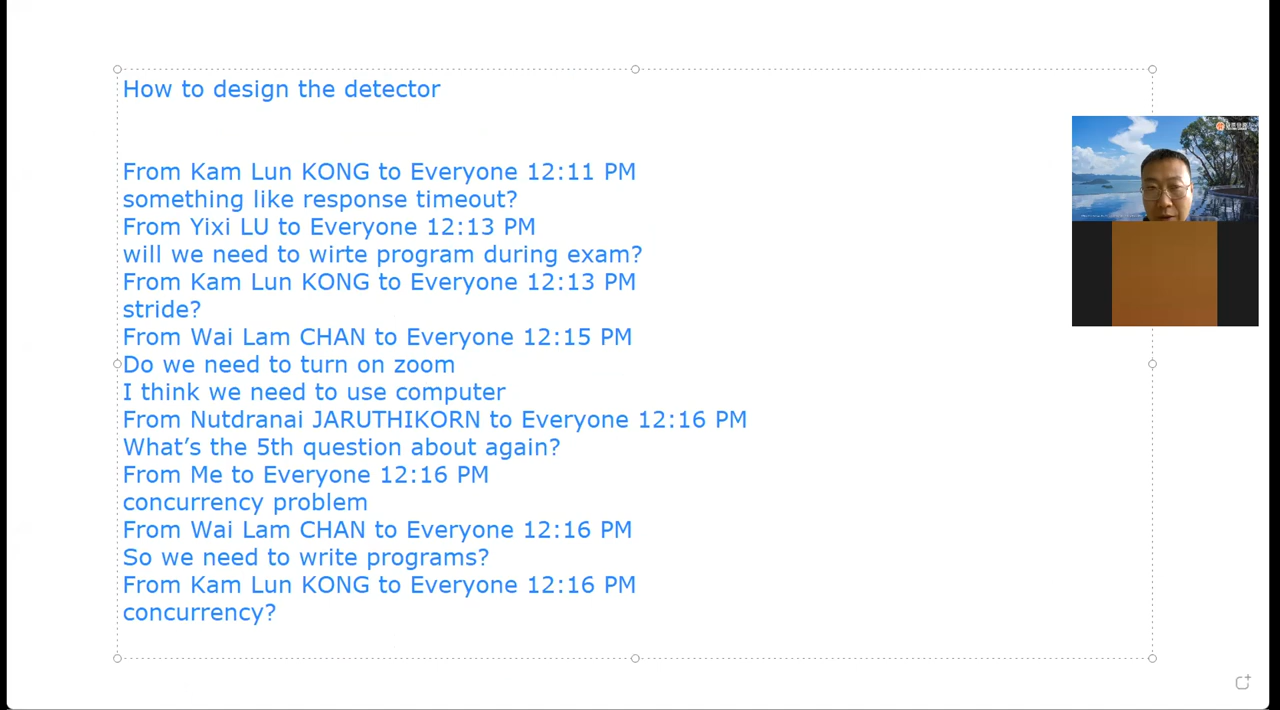 How to design the detector
From Kam Lun KONG to Everyone 12:11 PM
something like response timeout?
From Yixi LU to Everyone 12:13 PM
will we need to wirte program during exam?
From Kam Lun KONG to Everyone 12:13 PM
stride?
From Wai Lam CHAN to Everyone 12:15 PM
Do we need to turn on zoom
I think we need to use computer
From Nutdranai JARUTHIKORN to Everyone 12:16 PM
What’s the 5th question about again?
From Me to Everyone 12:16 PM
concurrency problem
From Wai Lam CHAN to Everyone 12:16 PM
So we need to write programs?
From Kam Lun KONG to Everyone 12:16 PM
concurrency?